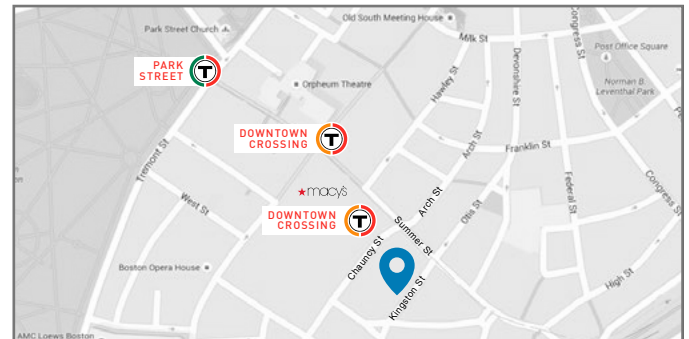 Park Street Church
Old South Meeting House
Congress St
Milk St
Post Office Square
PARK
STREET
T
Orpheum Theatre
Hawley St
Devonshire St
Norman B.
Leventhal Park
DOWNTOWN
CROSSING
T
Arch St
Franklin St
Tremont St
macy's
Federal St
Congress St
West St
Arch St
Otis St
DOWNTOWN
CROSSING
T
Summer St
Chauncy St
Boston Opera House
High St
Kingston St
AMC Loews Boston